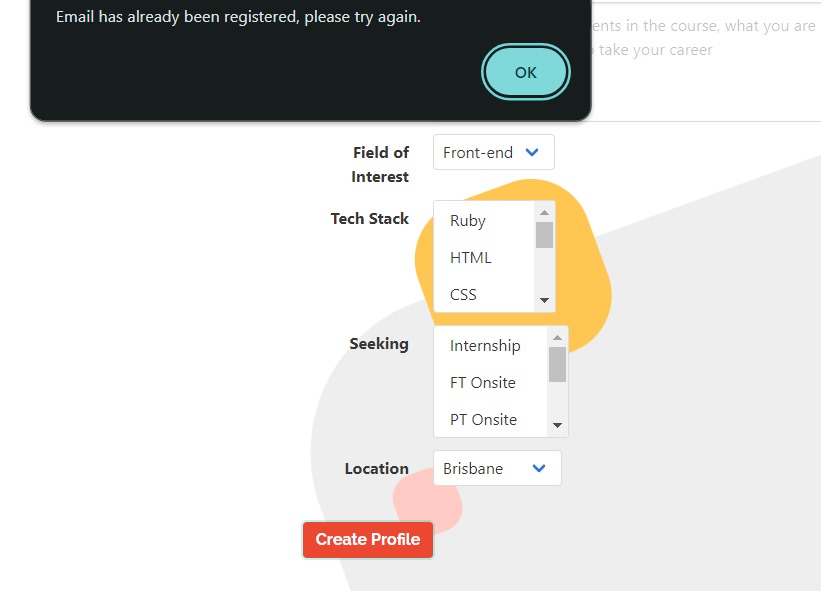 Email has already been registered, please try again.
ents in the course, what you are
take your career
OK
Field of Interest
Front-end
Tech Stack
Ruby
HTML
CSS
Seeking
Internship
FT Onsite
PT Onsite
Location
Brisbane
Create Profile